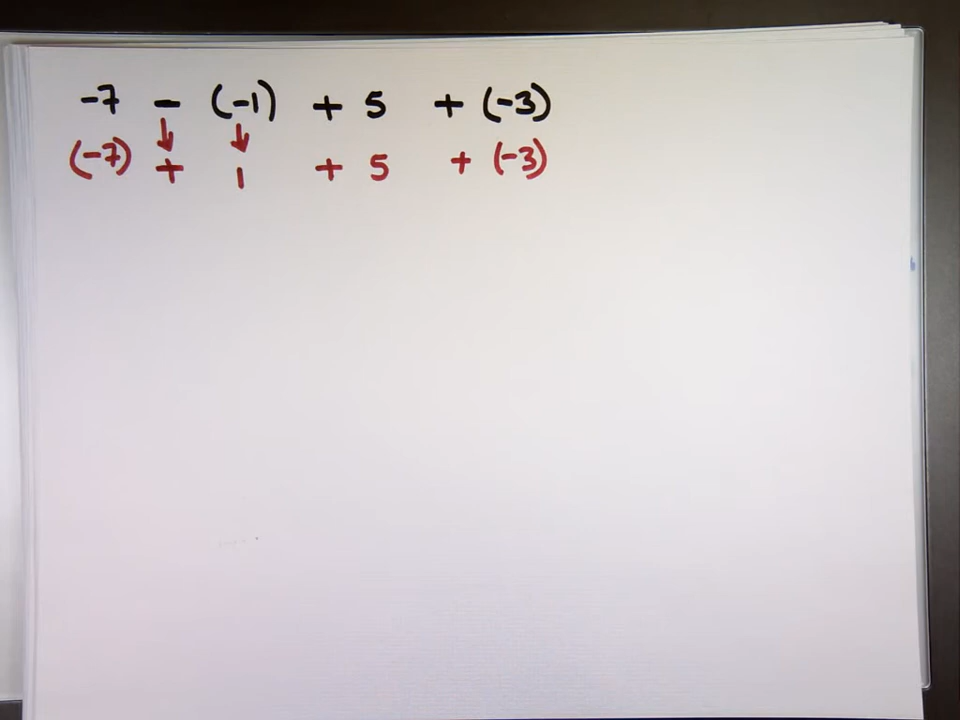 -7 - (-1) + 5 + (-3)
(-7) + 1 + 5 + (-3)